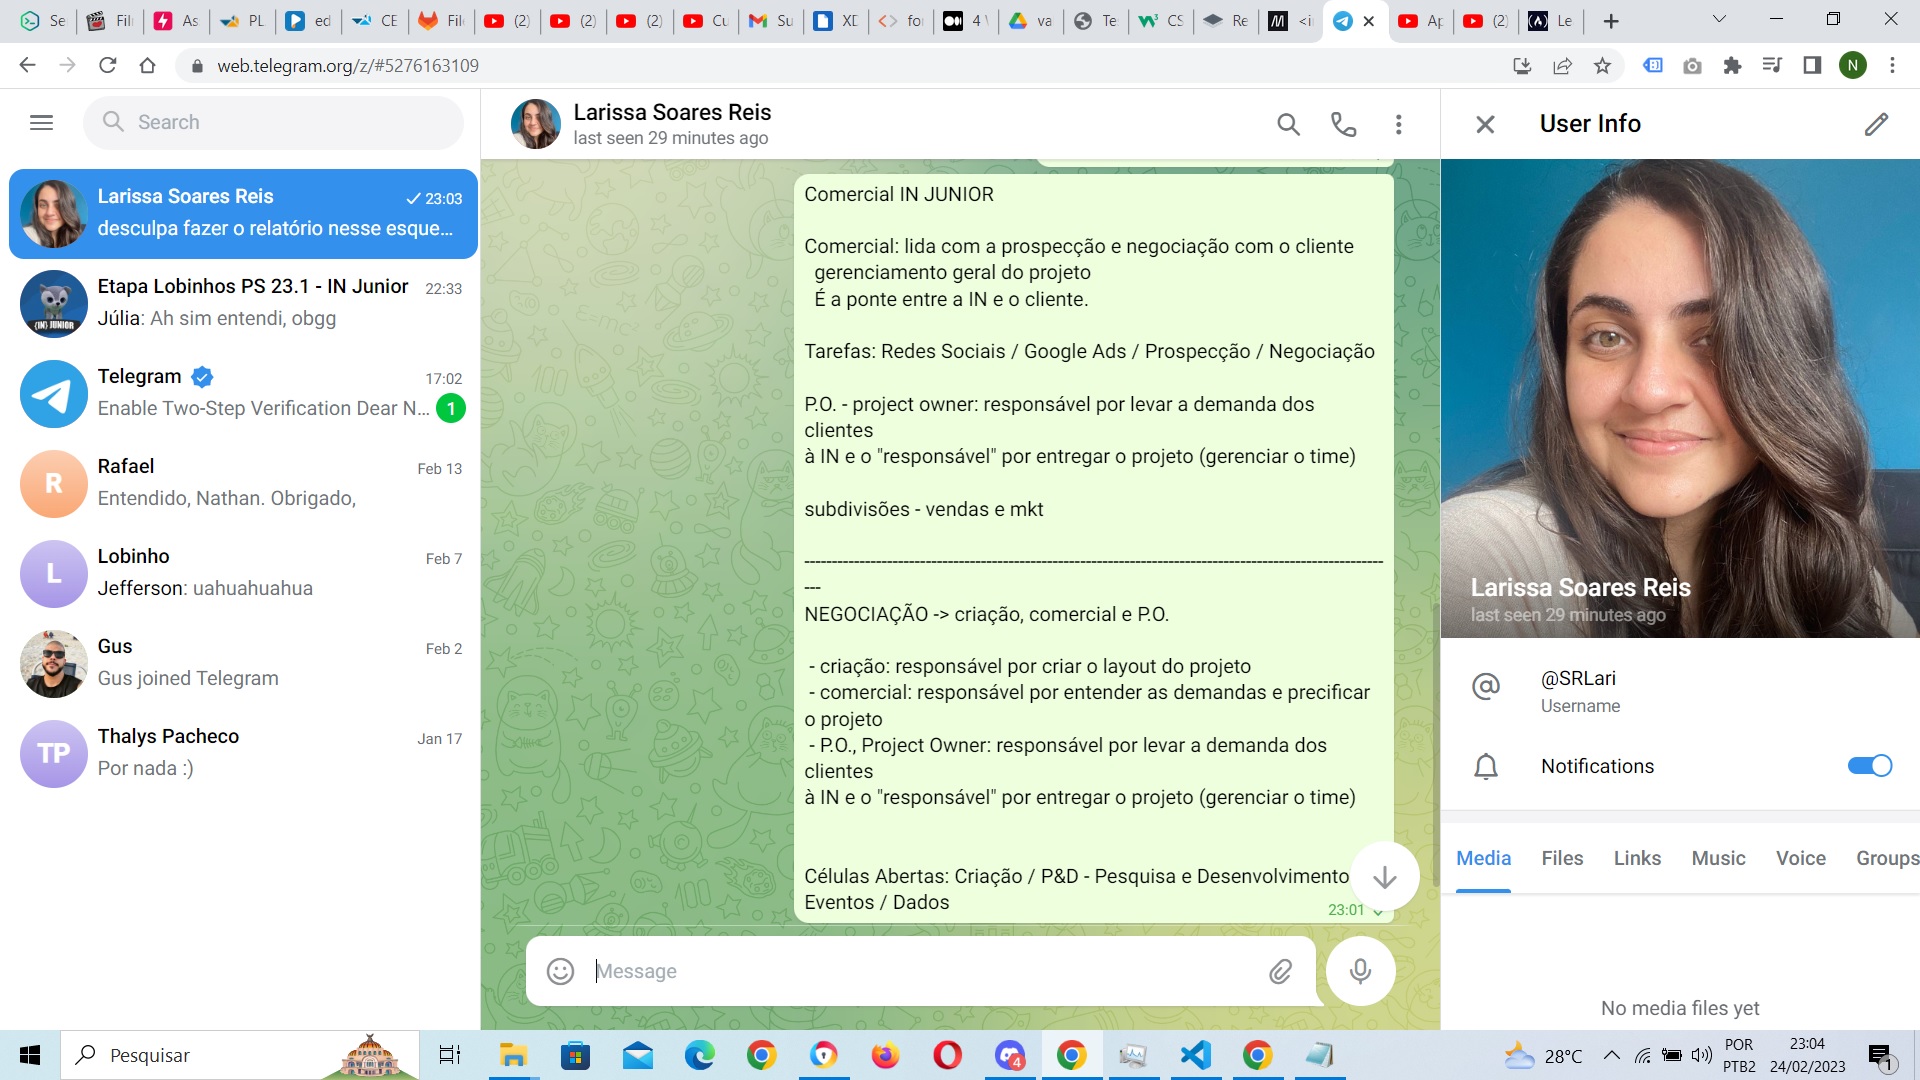 Se
Filr
As
PL
ed
CE
File
(2)
(2)
(2)
Cu
Su
XD
for
4 \
va
Te
CS
Re
<in
Ap
(2)
Le
web.telegram.org/z/#5276163109
N
Search
Larissa Soares Reis
23:03
desculpa fazer o relatório nesse esque...
Etapa Lobinhos PS 23.1 - IN Junior
22:33
Júlia: Ah sim entendi, obgg
{IN} JUNIOR
Telegram
17:02
Enable Two-Step Verification Dear N...
1
R
Rafael
Feb 13
Entendido, Nathan. Obrigado,
L
Lobinho
Feb 7
Jefferson: uahuahuahua
Gus
Feb 2
Gus joined Telegram
TP
Thalys Pacheco
Jan 17
Por nada :)
Larissa Soares Reis
last seen 29 minutes ago
Comercial IN JUNIOR
Comercial: lida com a prospecção e negociação com o cliente
gerenciamento geral do projeto
É a ponte entre a IN e o cliente.
Tarefas: Redes Sociais / Google Ads / Prospecção / Negociação
P.O. - project owner: responsável por levar a demanda dos
clientes
à IN e o "responsável" por entregar o projeto (gerenciar o time)
subdivisões - vendas e mkt
NEGOCIAÇÃO -> criação, comercial e P.O.
- criação: responsável por criar o layout do projeto
- comercial: responsável por entender as demandas e precificar
o projeto
- P.O., Project Owner: responsável por levar a demanda dos
clientes
à IN e o "responsável" por entregar o projeto (gerenciar o time)
Células Abertas: Criação / P&D - Pesquisa e Desenvolvimento
Eventos / Dados
23:01
Message
User Info
Larissa Soares Reis
last seen 29 minutes ago
@SRLari
Username
Notifications
Media
Files
Links
Music
Voice
Groups
No media files yet
Pesquisar
4
28°C
POR
PTB2
23:04
24/02/2023
1